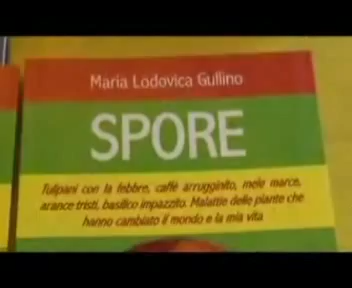 Maria Lodovica Gullino
SPORE
Tulipani con la febbre, caffè arrugginito, mele marce,
arance tristi, basilico impazzito. Malattie delle piante che
hanno cambiato il mondo e la mia vita